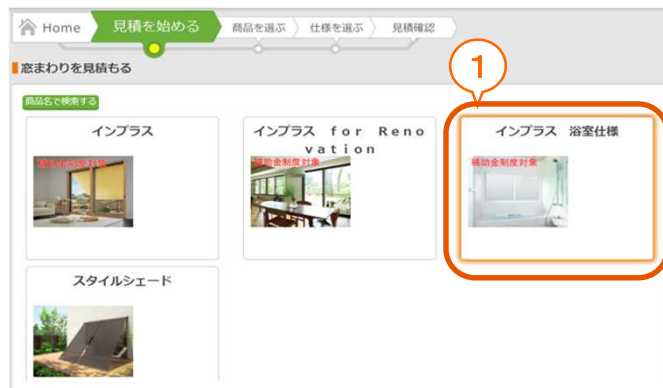 Home
見積を始める
商品を選ぶ
仕様を選ぶ
見積確認
窓まわりを見積もる
1
商品名で検索する
インプラス
補助金制度対象
インプラス for Reno
vation
補助金制度対象
インプラス 浴室仕様
補助金制度対象
スタイルシェード